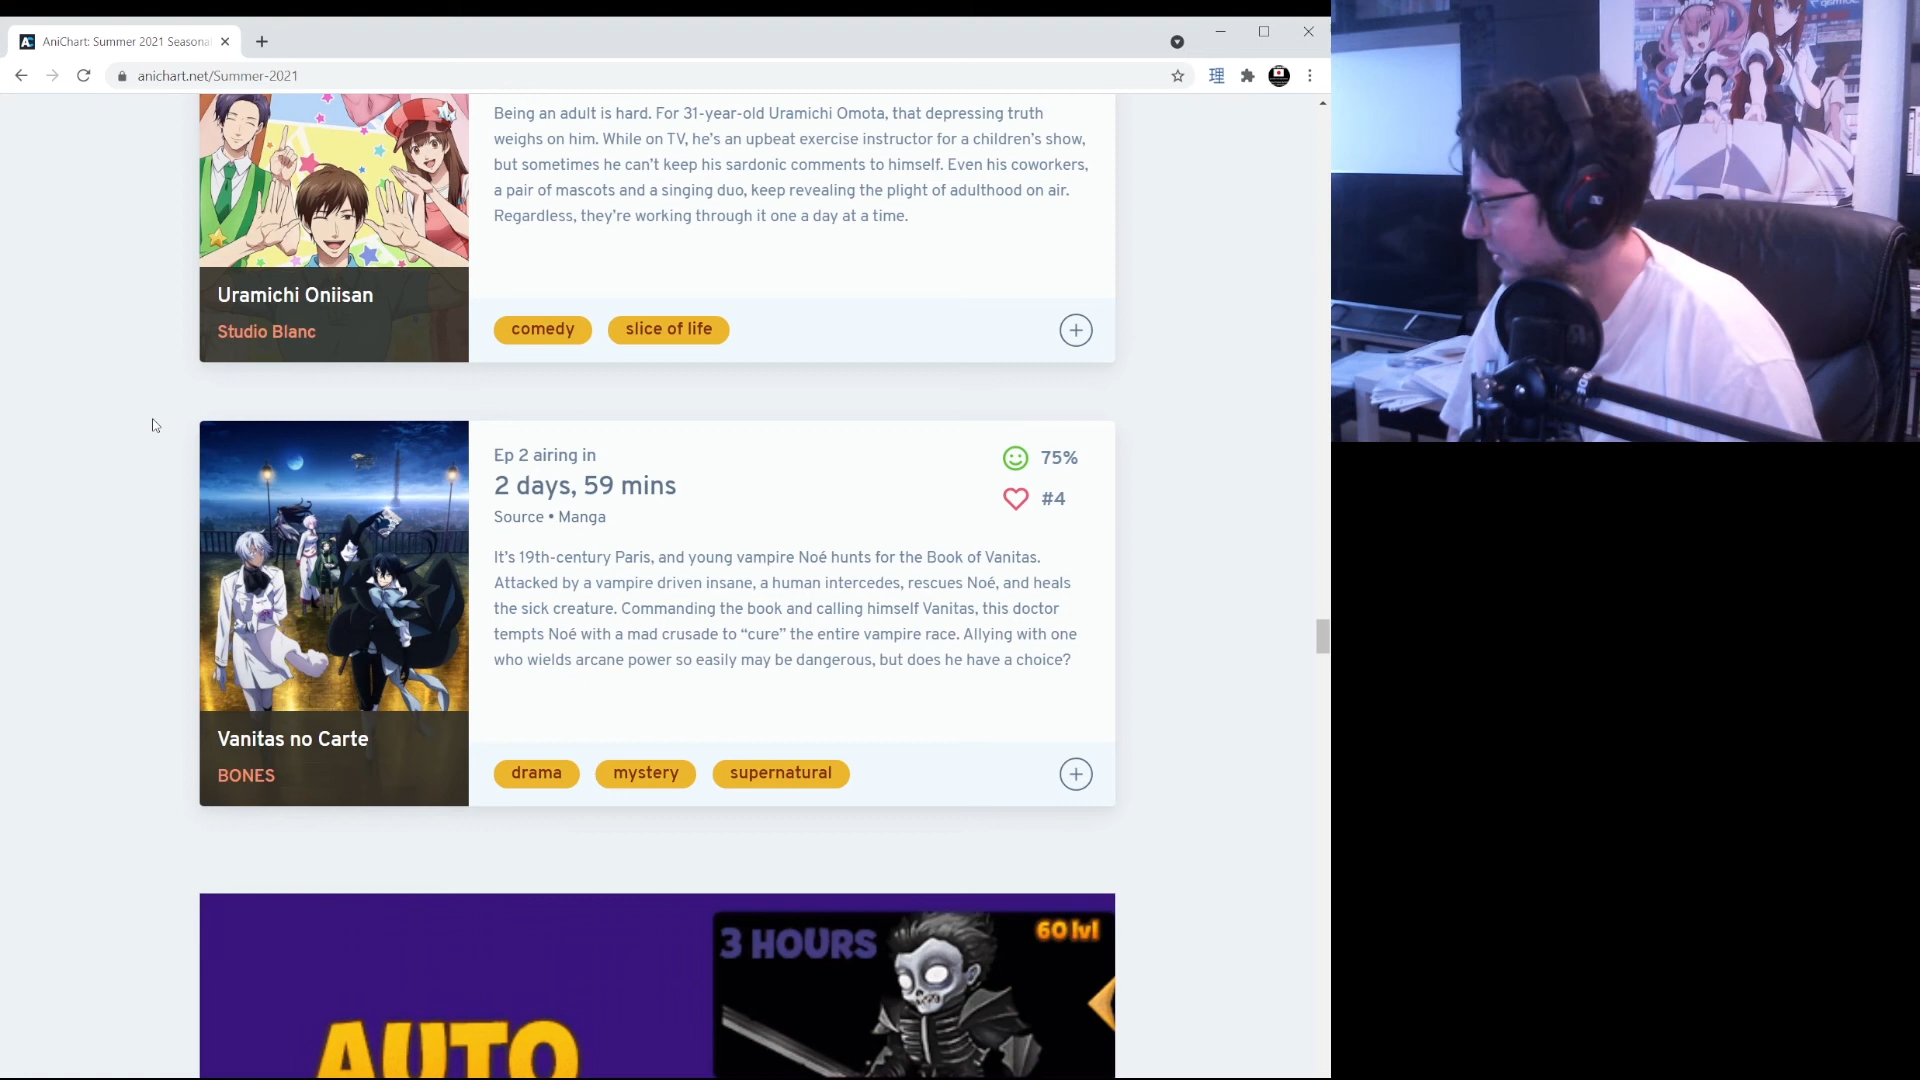 AniChart: Summer 2021 Seasona
anichart.net/Summer-2021
理
Being an adult is hard. For 31-year-old Uramichi Omota, that depressing truth
weighs on him. While on TV, he's an upbeat exercise instructor for a children's show,
but sometimes he can't keep his sardonic comments to himself. Even his coworkers,
a pair of mascots and a singing duo, keep revealing the plight of adulthood on air.
Regardless, they're working through it one a day at a time.
Uramichi Oniisan
Studio Blanc
comedy slice of life
Ep 2 airing in
2 days, 59 mins
Source • Manga
75%
#4
It's 19th-century Paris, and young vampire Noé hunts for the Book of Vanitas.
Attacked by a vampire driven insane, a human intercedes, rescues Noé, and heals
the sick creature. Commanding the book and calling himself Vanitas, this doctor
tempts Noé with a mad crusade to “cure” the entire vampire race. Allying with one
who wields arcane power so easily may be dangerous, but does he have a choice?
Vanitas no Carte
BONES
drama mystery supernatural
3 HOURS
60 lvl
AUTO